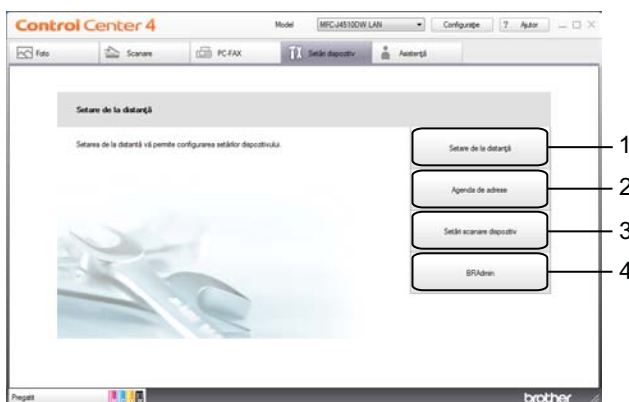 Control Center 4
Model MFC-J4510DW LAN Configurație ? Ajutor
Foto Scanare PC-FAX Setări dispozitiv Asistență
Setare de la distanță
Setarea de la distanță vă permite configurarea setărilor dispozitivului.
Setare de la distanță 1
Agenda de adrese 2
Setări scanare dispozitiv 3
BRAdmin 4
Pregătit
brother